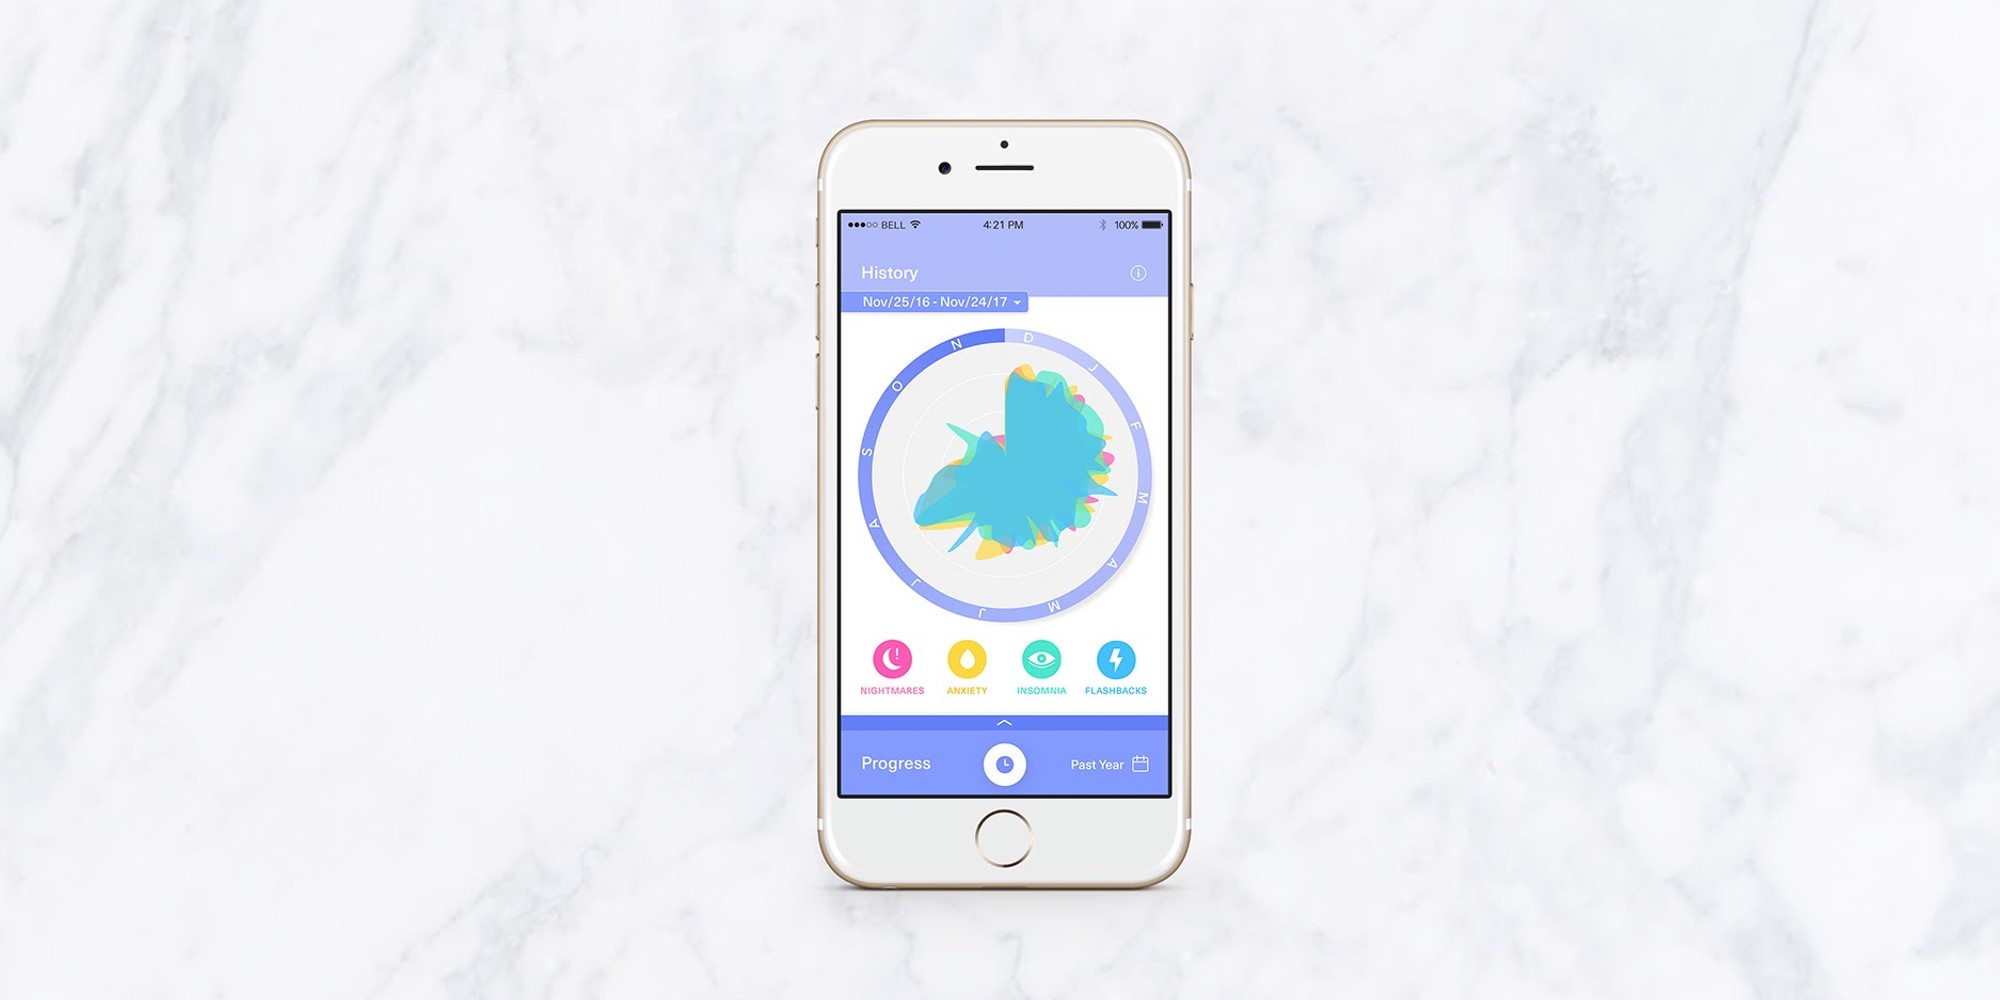 BELL 4:21 PM 100%
History
Nov/25/16 - Nov/24/17
N D J F M A M J J A S O
NIGHTMARES ANXIETY INSOMNIA FLASHBACKS
Progress Past Year